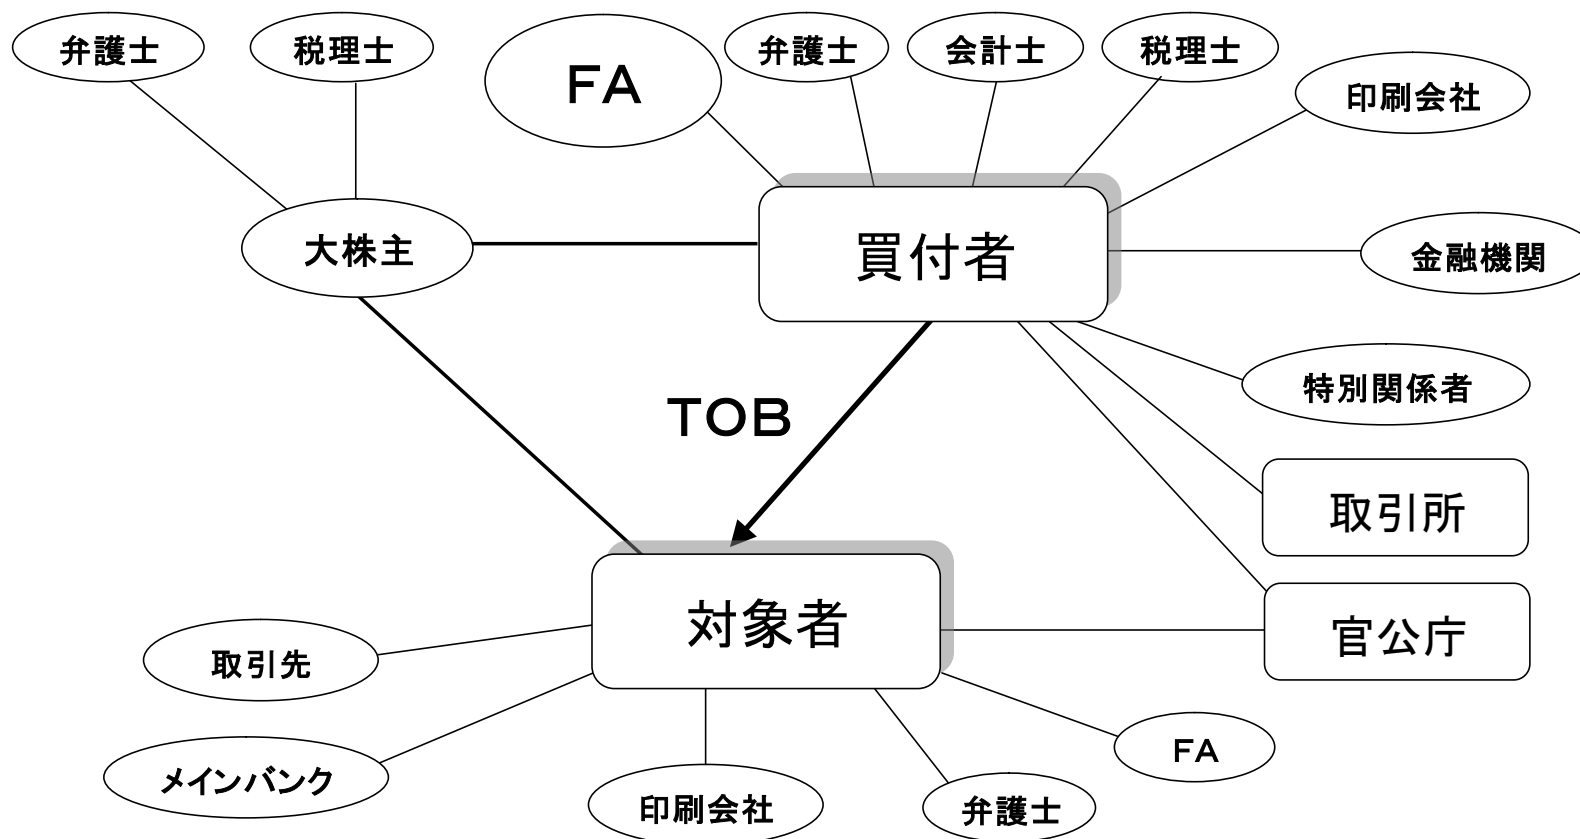 弁護士
税理士
FA
弁護士
会計士
税理士
印刷会社
大株主
買付者
金融機関
特別関係者
TOB
取引所
対象者
官公庁
取引先
FA
メインバンク
印刷会社
弁護士